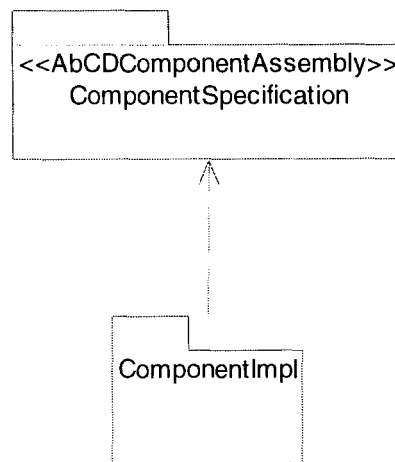 <<AbCDComponentAssembly>>
ComponentSpecification
ComponentImpl